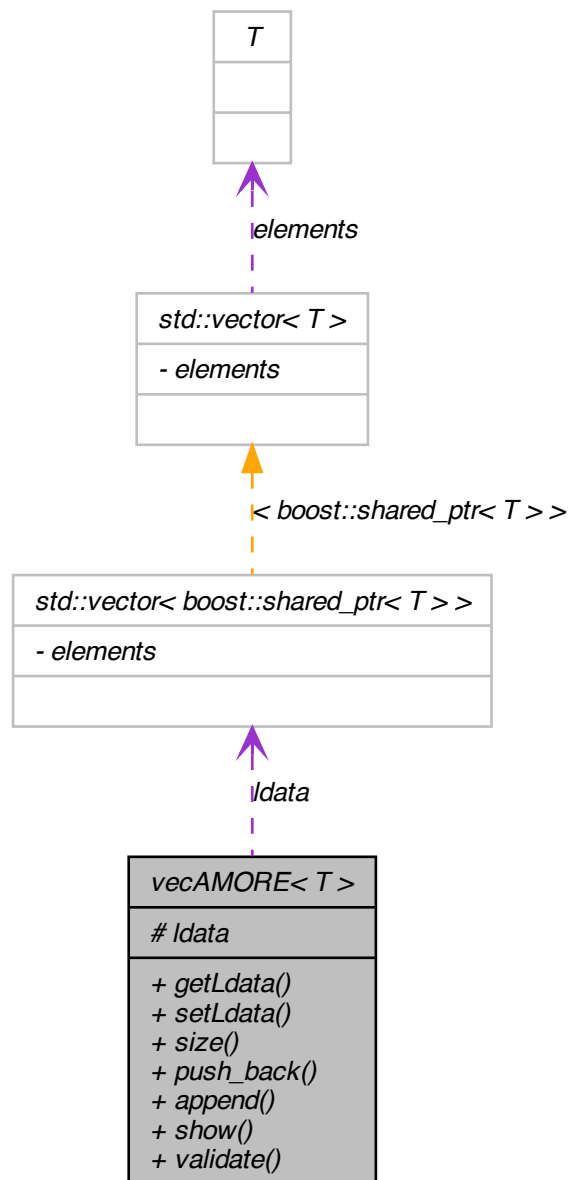 T
elements
std::vector< T >
- elements
< boost::shared_ptr< T > >
std::vector< boost::shared_ptr< T > >
- elements
ldata
vecAMORE< T >
# ldata
+ getLdata()
+ setLdata()
+ size()
+ push_back()
+ append()
+ show()
+ validate()